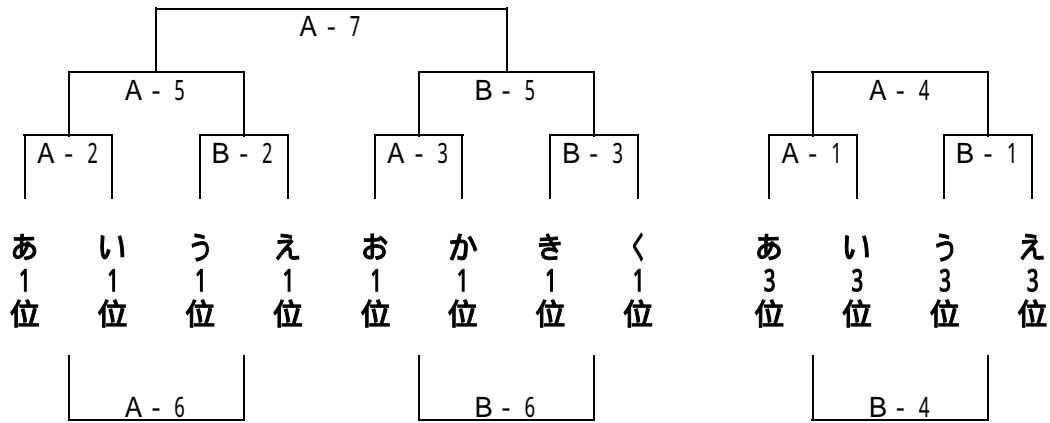 A - 7
A - 5
B - 5
A - 4
A - 2
B - 2
A - 3
B - 3
A - 1
B - 1
あ1位
い1位
う1位
え1位
お1位
か1位
き1位
く1位
あ3位
い3位
う3位
え3位
A - 6
B - 6
B - 4